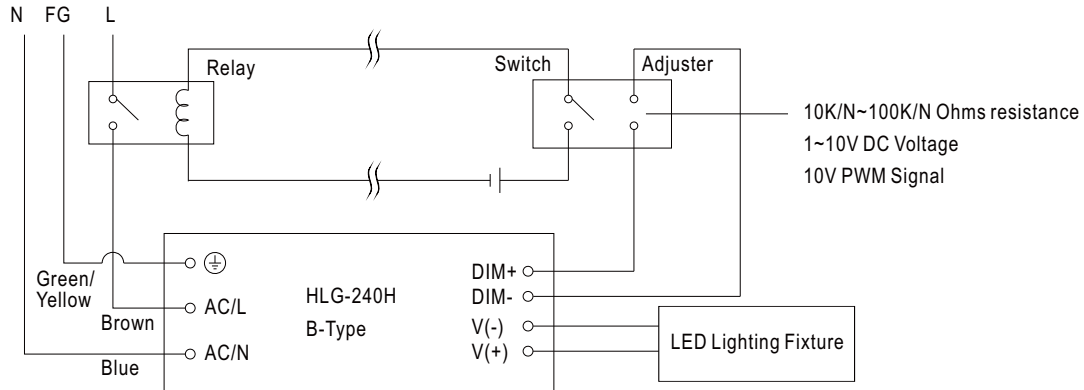 N FG L
Relay
Switch
Adjuster
10K/N~100K/N Ohms resistance
1~10V DC Voltage
10V PWM Signal
Green/
Yellow
Brown
Blue
AC/L
AC/N
HLG-240H
B-Type
DIM+
DIM-
V(-)
V(+)
LED Lighting Fixture